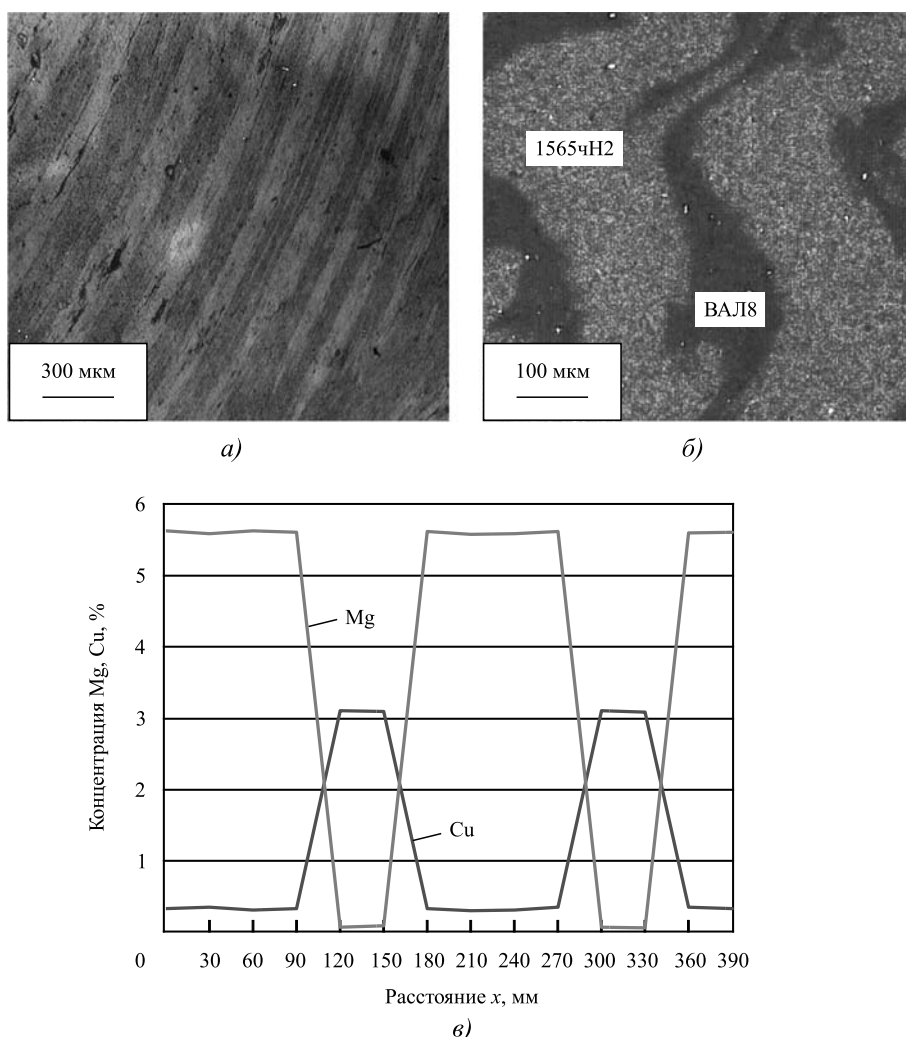 1565чН2
ВАЛ8
300 мкм
100 мкм
а)
б)
Концентрация Mg, Cu, %
6
5
4
3
2
1
Mg
Cu
0 30 60 90 120 150 180 210 240 270 300 330 360 390
Расстояние x, мм
в)